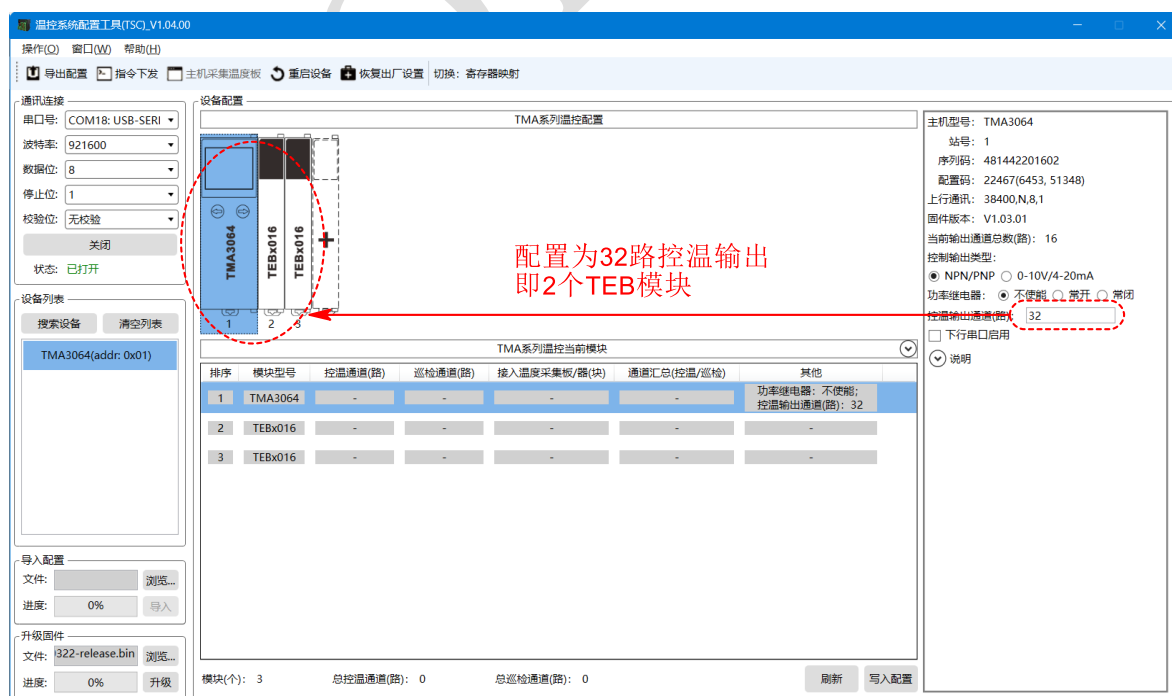 温控系统配置工具(TSC)_V1.04.00
操作(O) 窗口(W) 帮助(H)
导出配置 指令下发 主机采集温度板 重启设备 恢复出厂设置 切换：寄存器映射
通讯连接
串口号: COM18: USB-SERI
波特率: 921600
数据位: 8
停止位: 1
校验位: 无校验
关闭
状态: 已打开
设备列表
搜索设备 清空列表
TMA3064(addr: 0x01)
导入配置
文件: 浏览...
进度: 0% 导入
升级固件
文件: 322-release.bin 浏览...
进度: 0% 升级
设备配置
TMA系列温控配置
TMA3064 TEBx016 TEBx016
1 2 3
配置为32路控温输出
即2个TEB模块
TMA系列温控当前模块
排序 模块型号 控温通道(路) 巡检通道(路) 接入温度采集板/器(块) 通道汇总(控温/巡检) 其他
1 TMA3064 - - - - 功率继电器：不使能;
控温输出通道(路)：32
2 TEBx016 - - - - -
3 TEBx016 - - - - -
模块(个)： 3 总控温通道(路)： 0 总巡检通道(路)： 0 刷新 写入配置
主机型号： TMA3064
站号： 1
序列码： 481442201602
配置码： 22467(6453, 51348)
上行通讯： 38400,N,8,1
固件版本： V1.03.01
当前输出通道总数(路)： 16
控制输出类型：
NPN/PNP 0-10V/4-20mA
功率继电器： 不使能 常开 常闭
控温输出通道(路)： 32
下行串口启用
说明